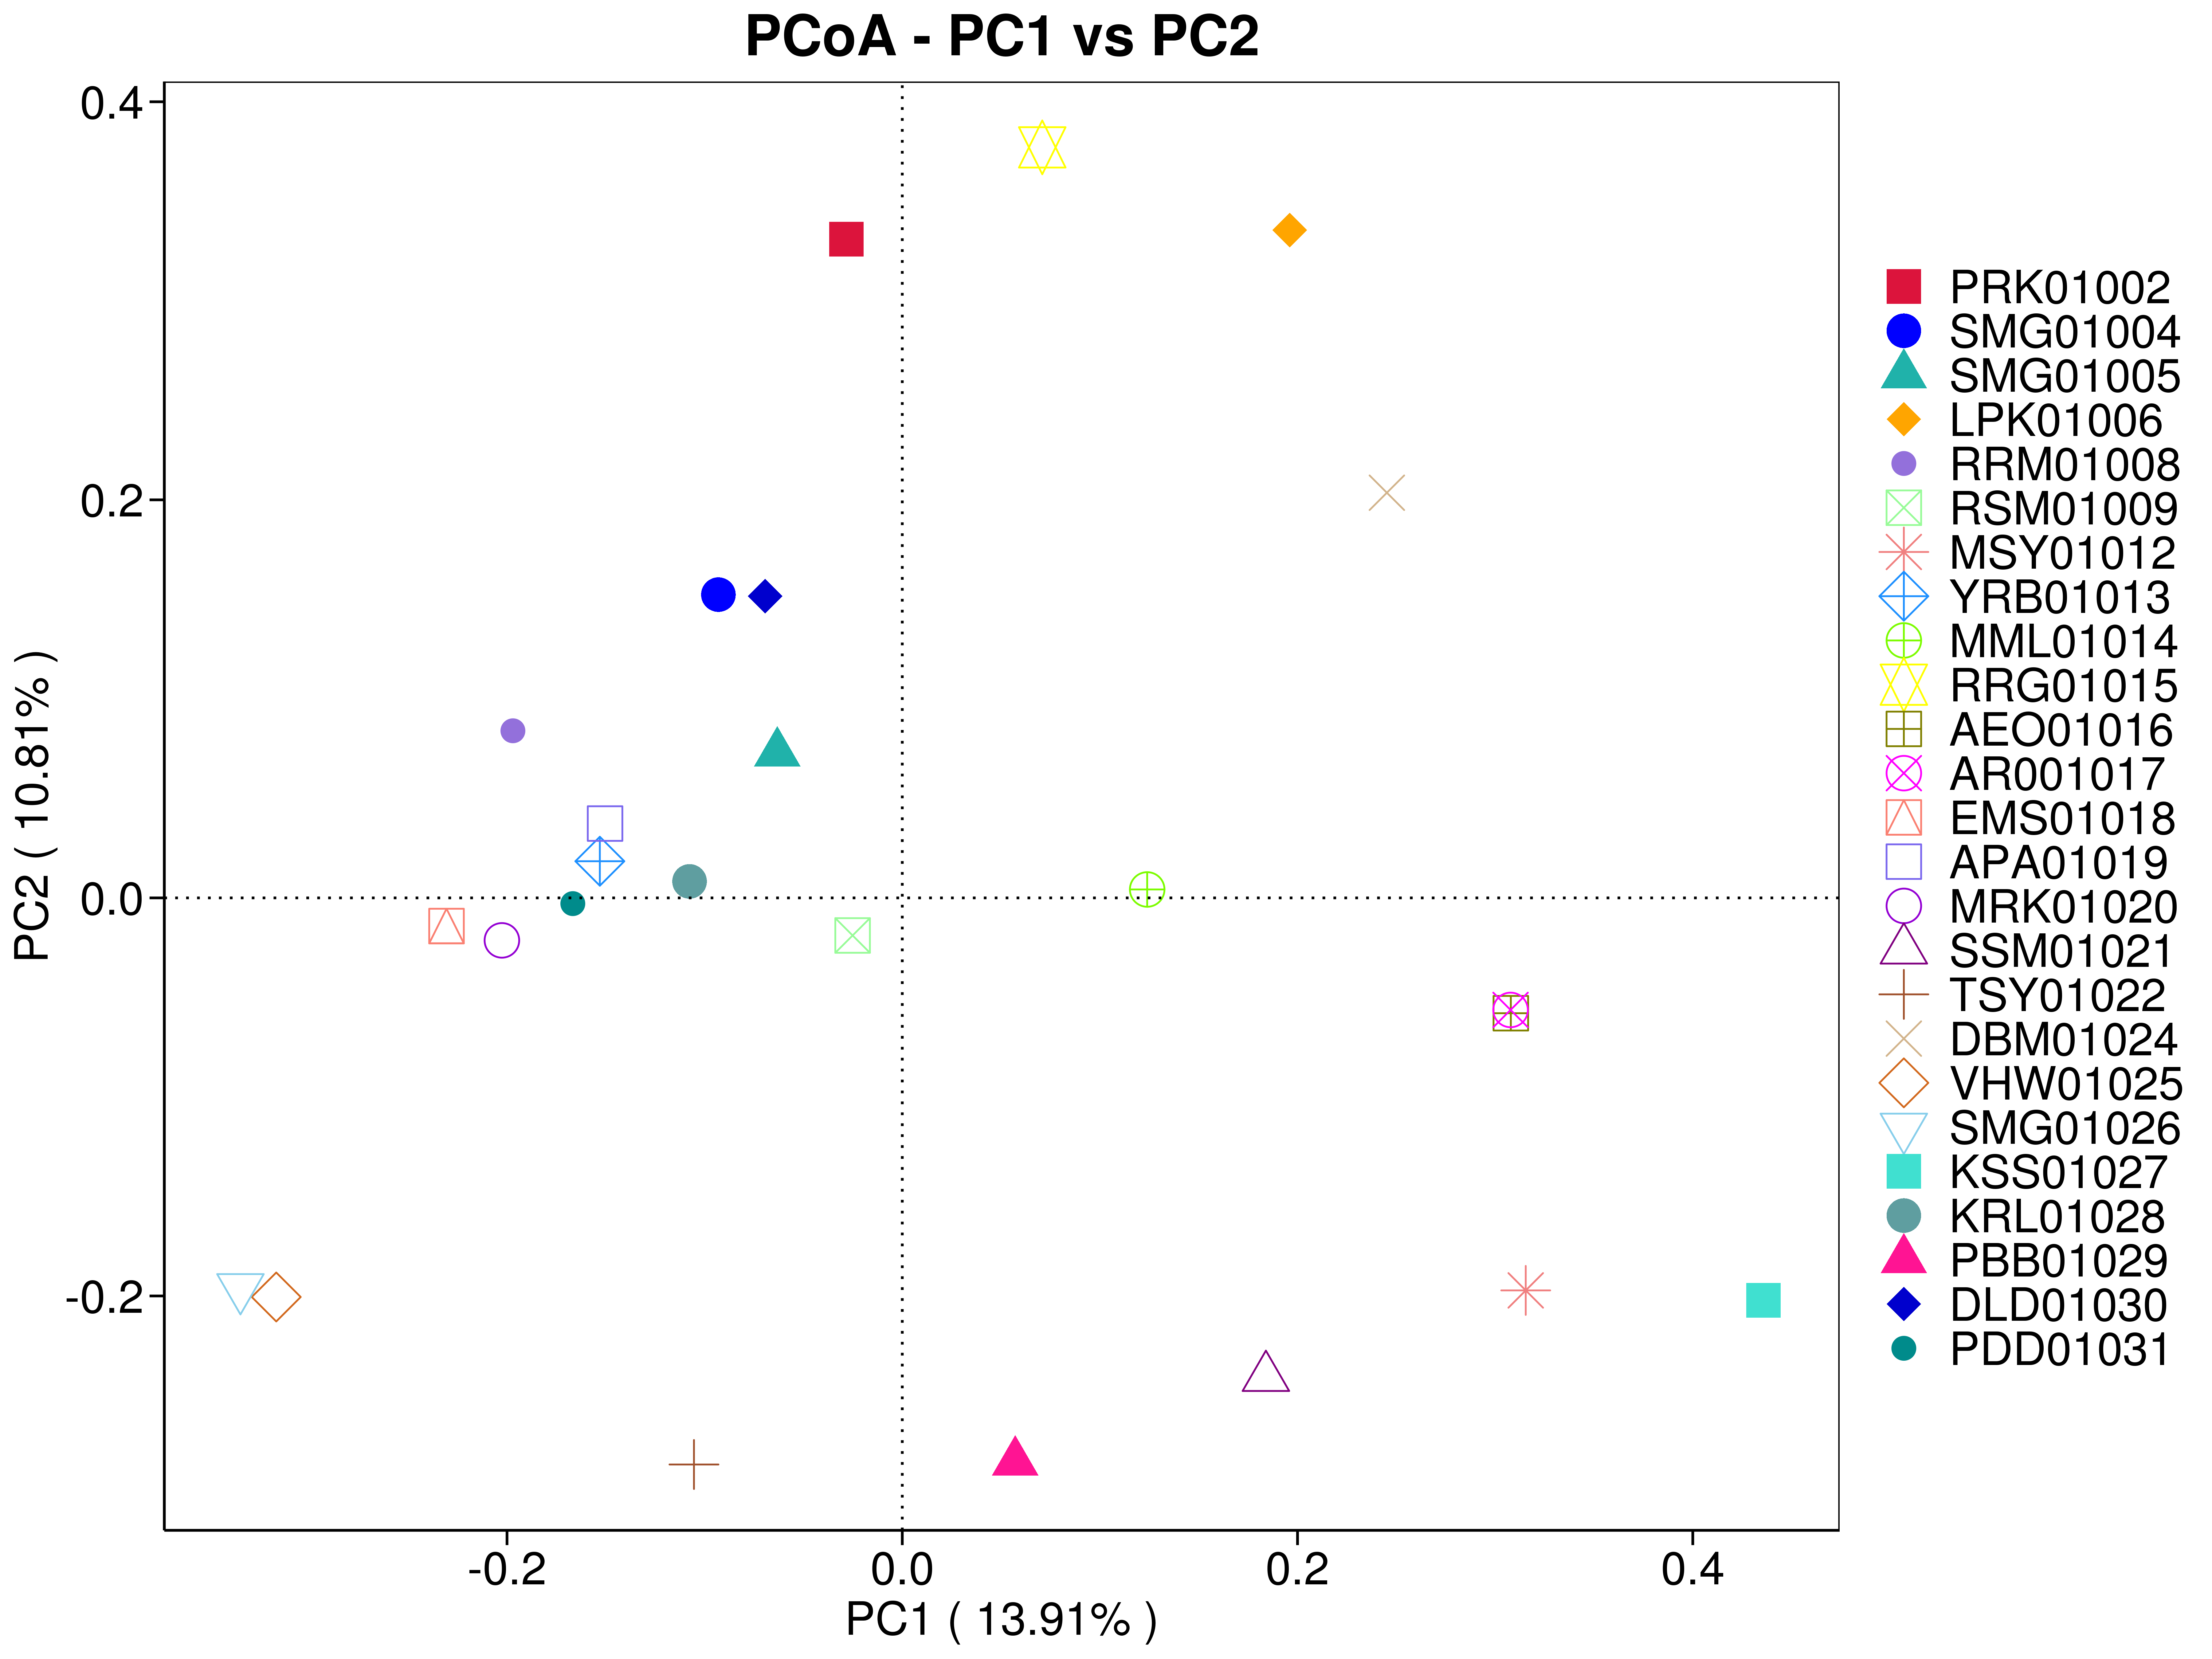 PCoA - PC1 vs PC2
0.4
0.2
0.0
-0.2
PC2 ( 10.81% )
-0.2
0.0
0.2
0.4
PC1 ( 13.91% )
PRK01002
SMG01004
SMG01005
LPK01006
RRM01008
RSM01009
MSY01012
YRB01013
MML01014
RRG01015
AEO01016
AR001017
EMS01018
APA01019
MRK01020
SSM01021
TSY01022
DBM01024
VHW01025
SMG01026
KSS01027
KRL01028
PBB01029
DLD01030
PDD01031